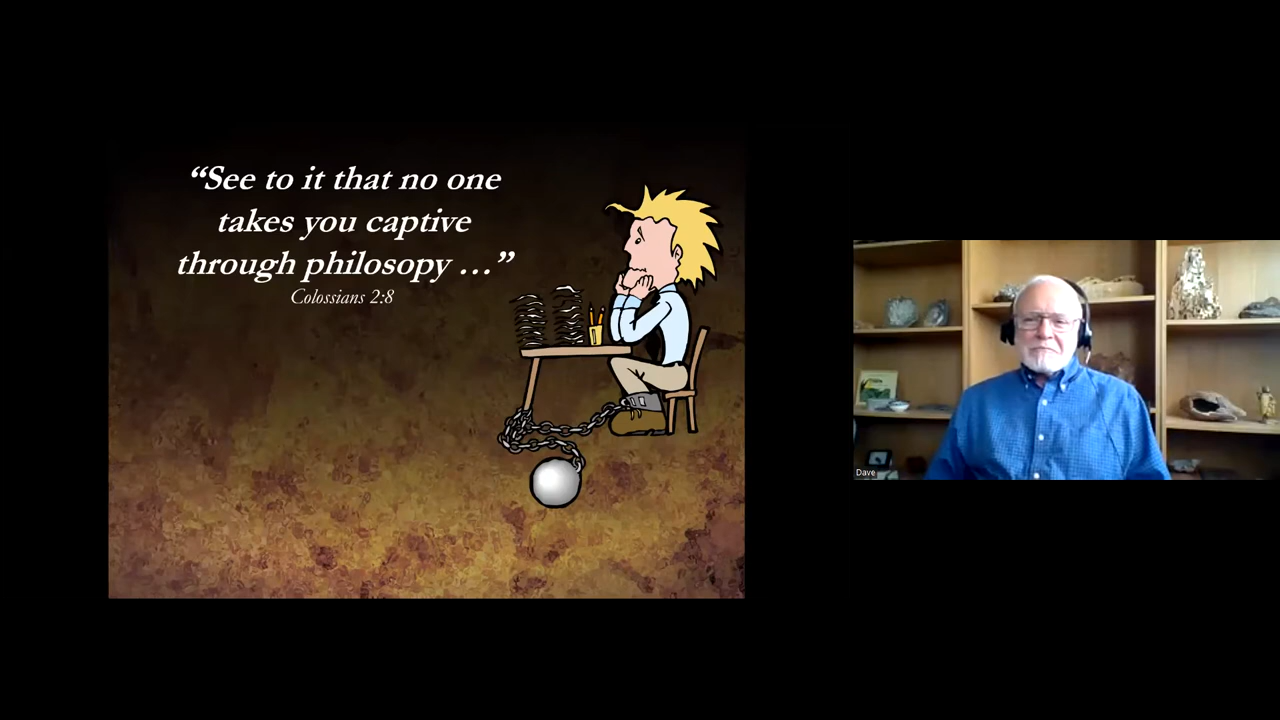 “See to it that no one
takes you captive
through philosopy …”
Colossians 2:8
Dave